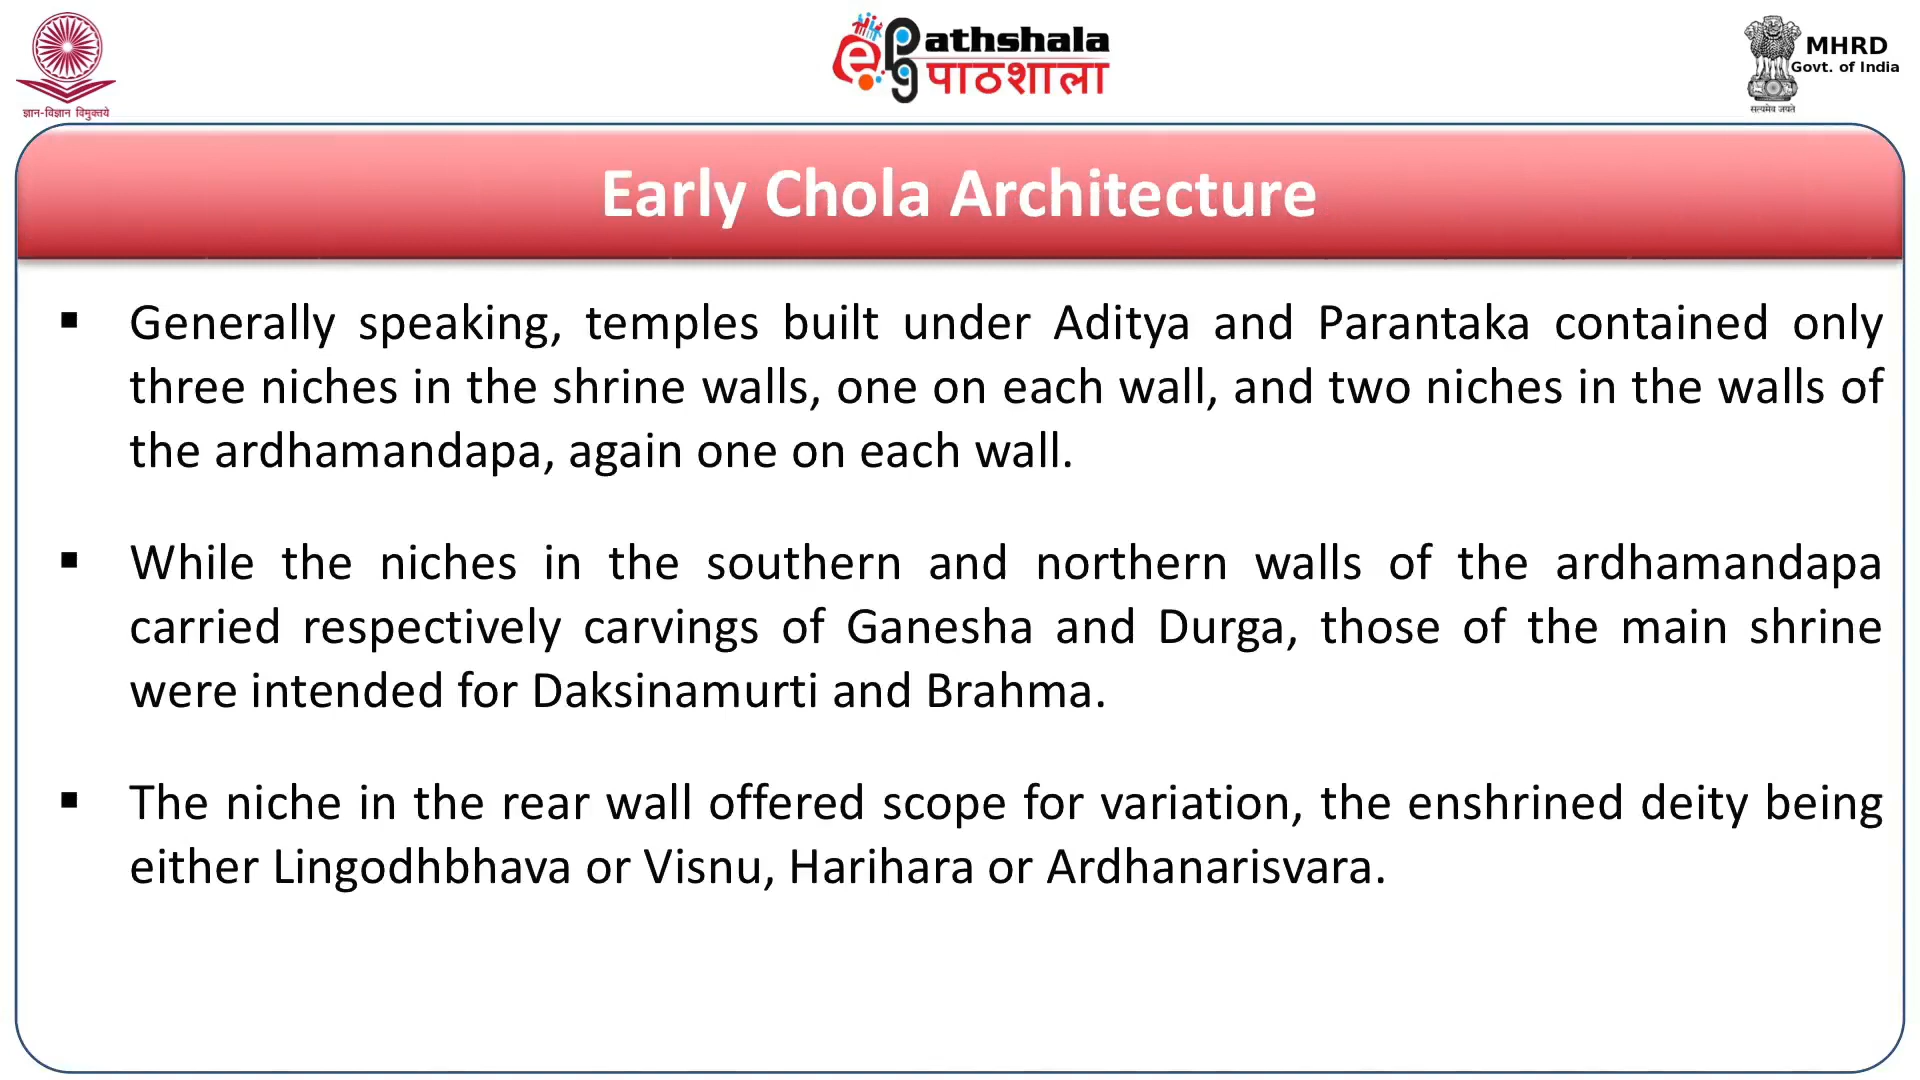 ज्ञान-विज्ञान विमुक्तये
e Pathshala
पाठशाला
MHRD
Govt. of India
सत्यमेव जयते
Early Chola Architecture
▪ Generally speaking, temples built under Aditya and Parantaka contained only
three niches in the shrine walls, one on each wall, and two niches in the walls of
the ardhamandapa, again one on each wall.
▪ While the niches in the southern and northern walls of the ardhamandapa
carried respectively carvings of Ganesha and Durga, those of the main shrine
were intended for Daksinamurti and Brahma.
▪ The niche in the rear wall offered scope for variation, the enshrined deity being
either Lingodhbhava or Visnu, Harihara or Ardhanarisvara.